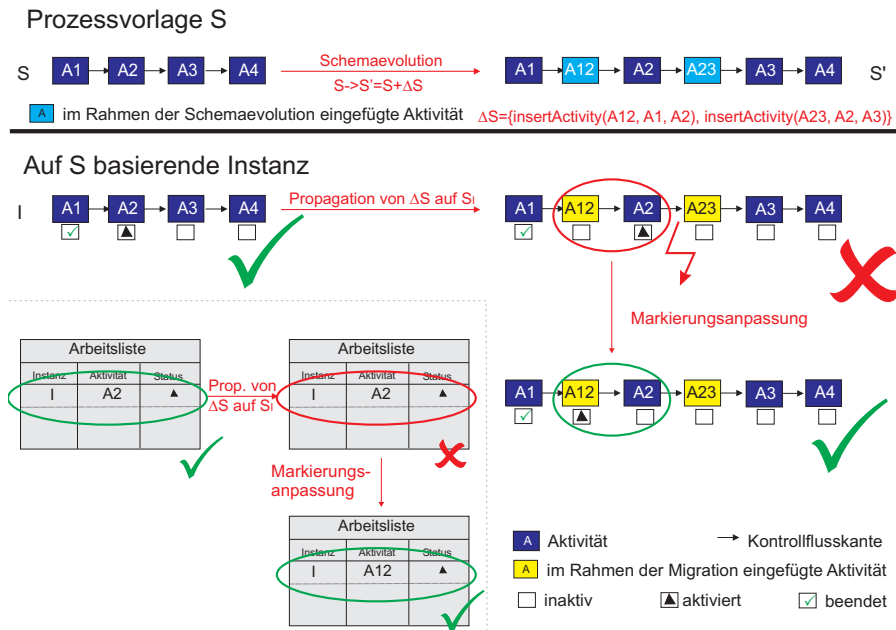 Prozessvorlage S
S A1 A2 A3 A4
Schemaevolution
S->S'=S+ΔS
A1 A12 A2 A23 A3 A4 S'
A im Rahmen der Schemaevolution eingefügte Aktivität
ΔS={insertActivity(A12, A1, A2), insertActivity(A23, A2, A3)}
Auf S basierende Instanz
I A1 A2 A3 A4
Propagation von ΔS auf SI
A1 A12 A2 A23 A3 A4
Markierungsanpassung
A1 A12 A2 A23 A3 A4
Arbeitsliste
Instanz Aktivität Status
I A2
Prop. von
ΔS auf SI
Arbeitsliste
Instanz Aktivität Status
I A2
Markierungs-
anpassung
Arbeitsliste
Instanz Aktivität Status
I A12
A Aktivität
Kontrollflusskante
A im Rahmen der Migration eingefügte Aktivität
inaktiv
aktiviert
beendet